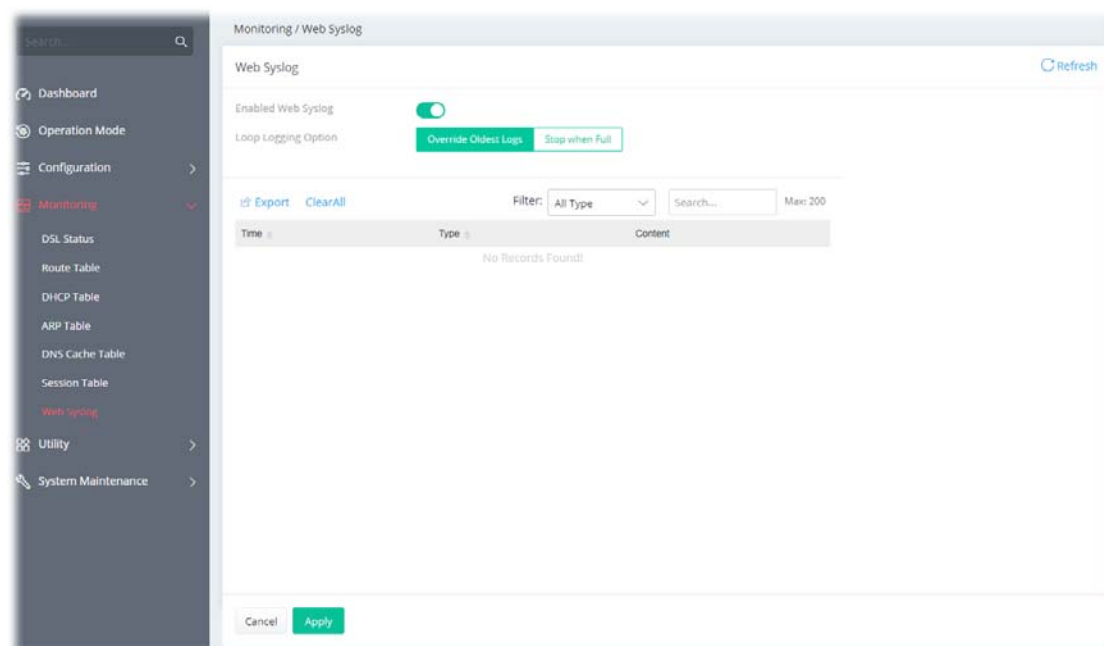 Search...
Dashboard
Operation Mode
Configuration
Monitoring
DSL Status
Route Table
DHCP Table
ARP Table
DNS Cache Table
Session Table
Web Syslog
Utility
System Maintenance
Monitoring / Web Syslog
Web Syslog
Refresh
Enabled Web Syslog
Loop Logging Option
Override Oldest Logs
Stop when Full
Export ClearAll Filter: All Type Search... Max: 200
Time Type Content
No Records Found!
Cancel Apply